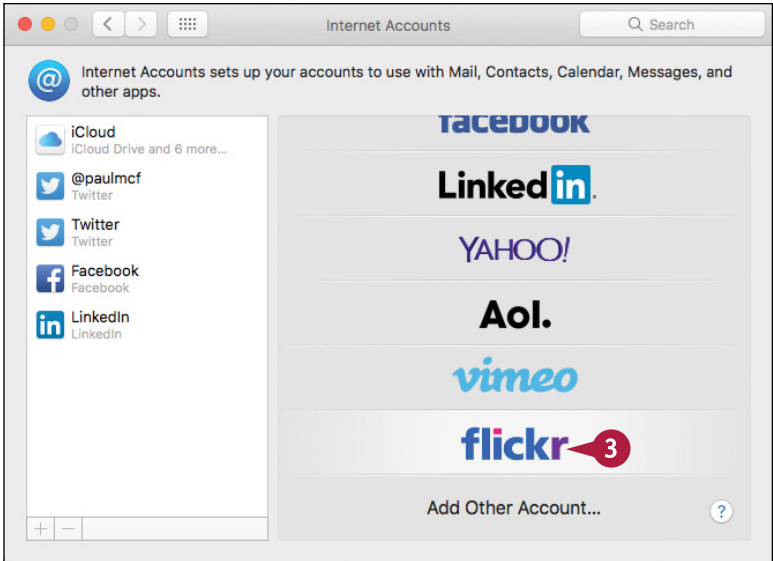 Internet Accounts
Search
Internet Accounts sets up your accounts to use with Mail, Contacts, Calendar, Messages, and
other apps.
iCloud
iCloud Drive and 6 more...
@paulmcf
Twitter
Twitter
Twitter
Facebook
Facebook
LinkedIn
LinkedIn
facebook
Linked in.
YAHOO!
Aol.
vimeo
flickr 3
Add Other Account...
?